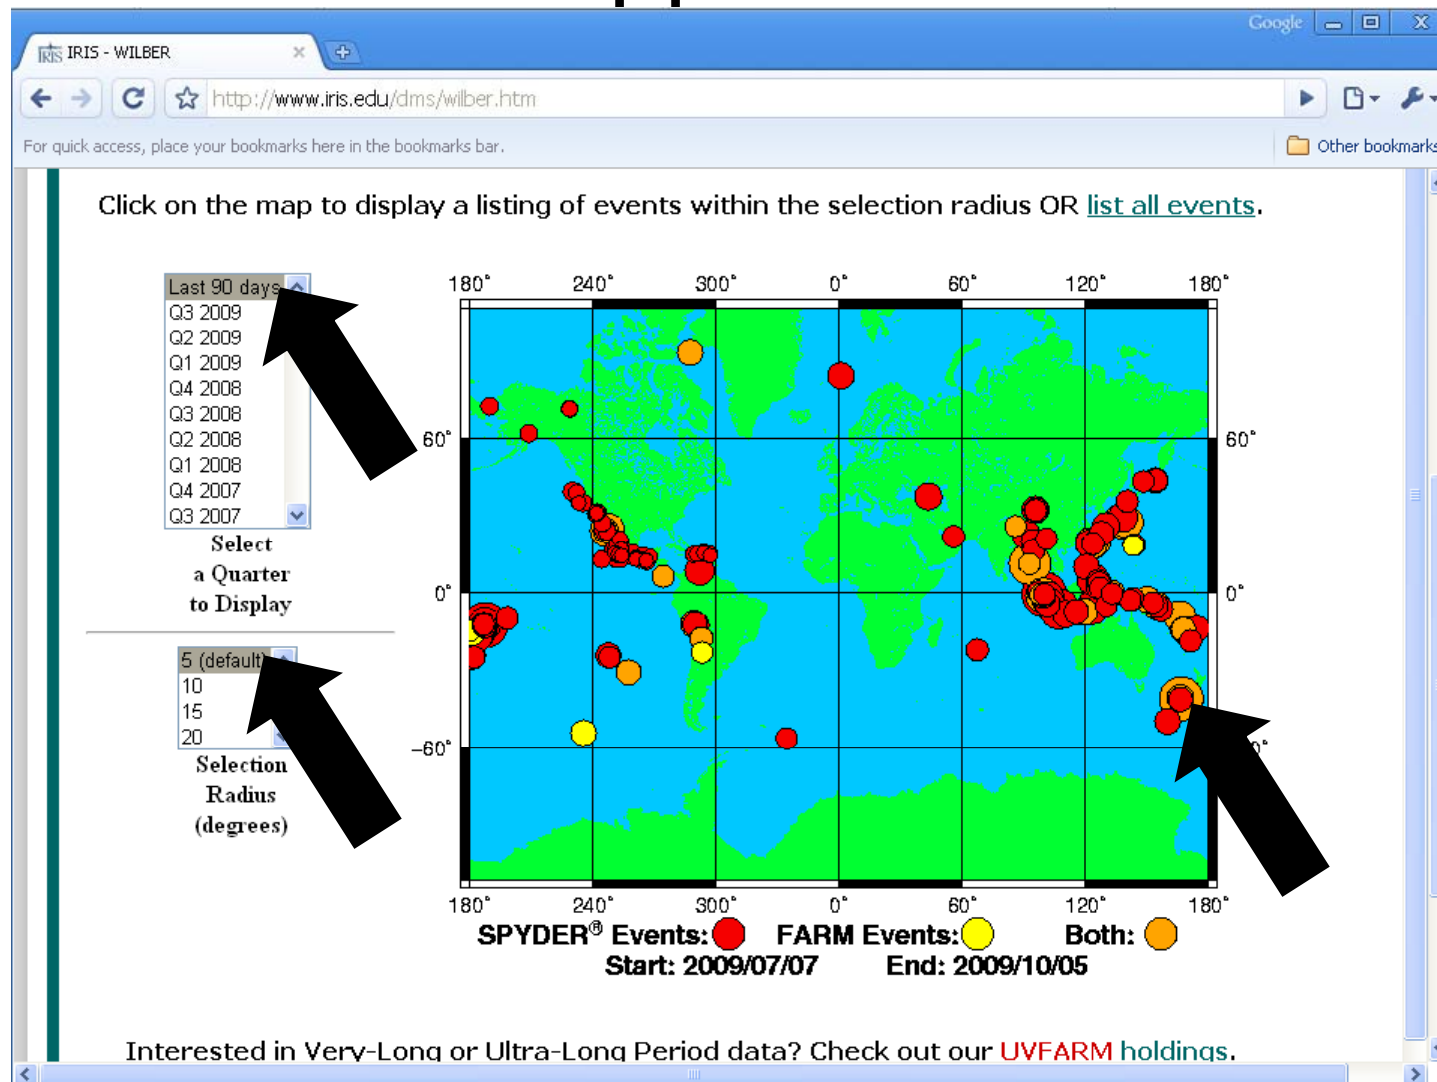 Google
IRIS IRIS - WILBER
http://www.iris.edu/dms/wilber.htm
For quick access, place your bookmarks here in the bookmarks bar.
Other bookmarks
Click on the map to display a listing of events within the selection radius OR list all events.
Last 90 days
Q3 2009
Q2 2009
Q1 2009
Q4 2008
Q3 2008
Q2 2008
Q1 2008
Q4 2007
Q3 2007
Select
a Quarter
to Display
5 (default)
10
15
20
Selection
Radius
(degrees)
180° 240° 300° 0° 60° 120° 180°
60° 60°
0° 0°
-60°
180° 240° 300° 0° 60° 120° 180°
SPYDER® Events: FARM Events: Both:
Start: 2009/07/07 End: 2009/10/05
Interested in Very-Long or Ultra-Long Period data? Check out our UVFARM holdings.